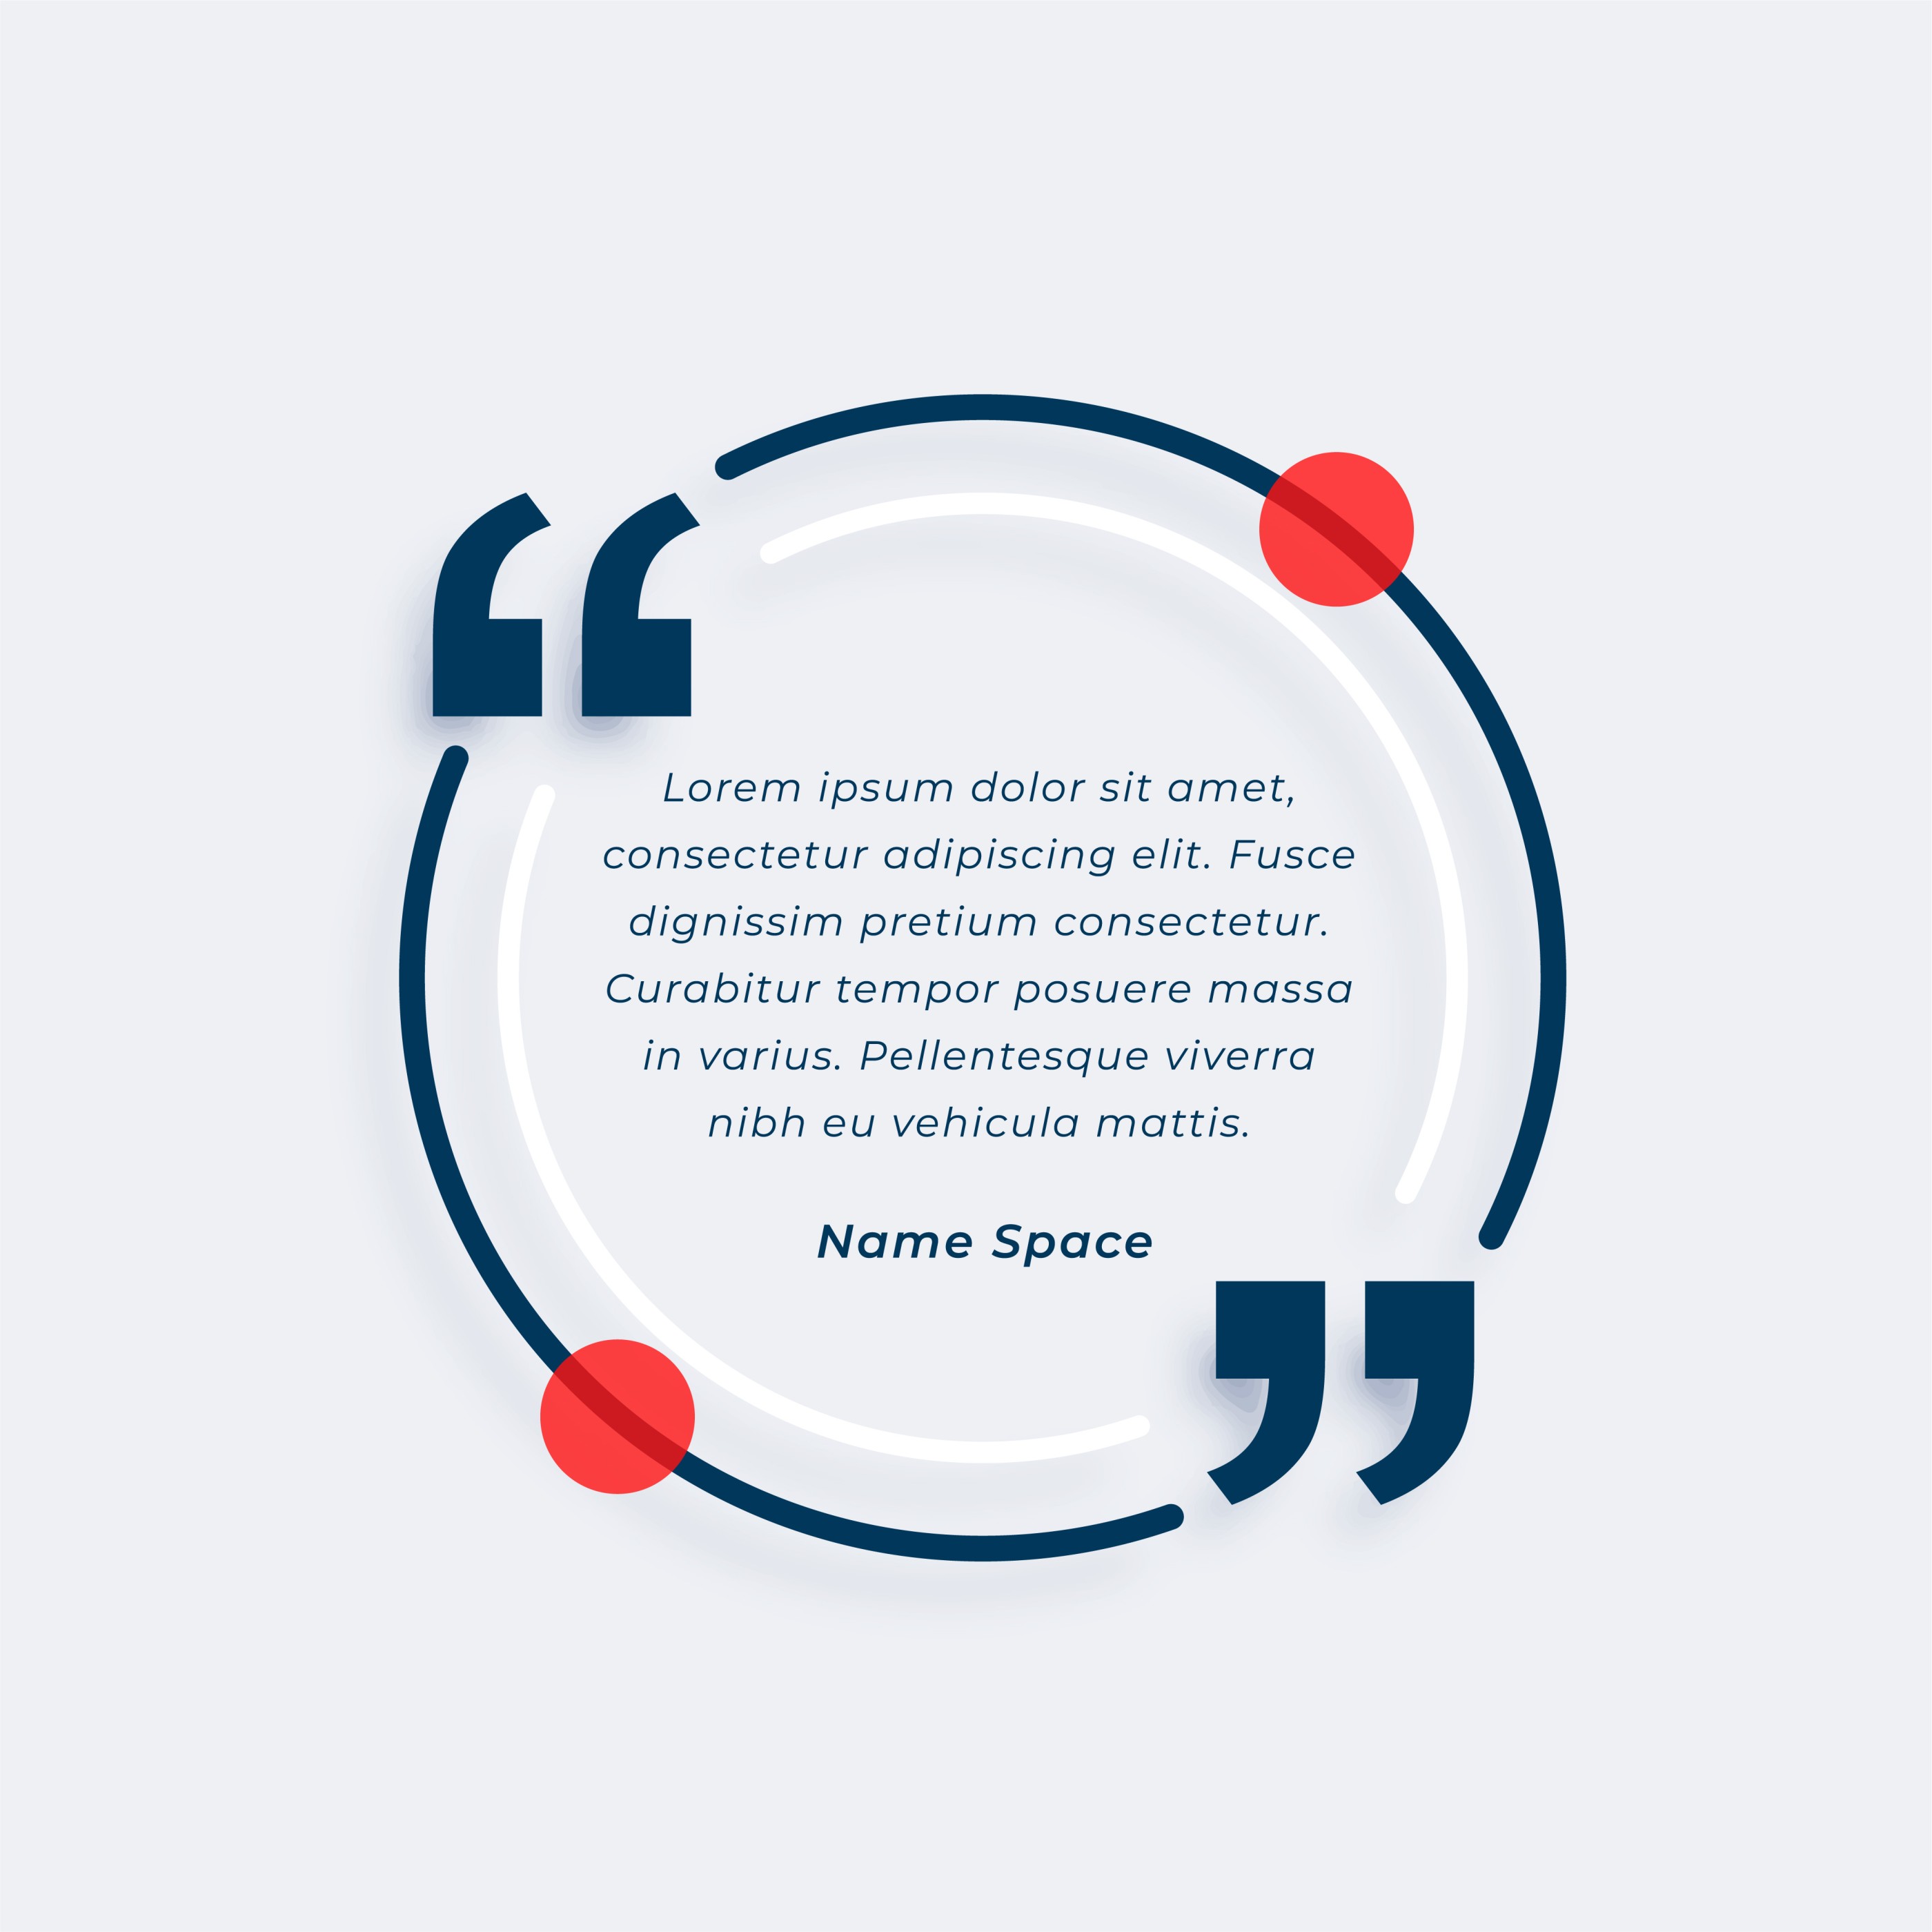 “
Lorem ipsum dolor sit amet,
consectetur adipiscing elit. Fusce
dignissim pretium consectetur.
Curabitur tempor posuere massa
in varius. Pellentesque viverra
nibh eu vehicula mattis.
Name Space
”